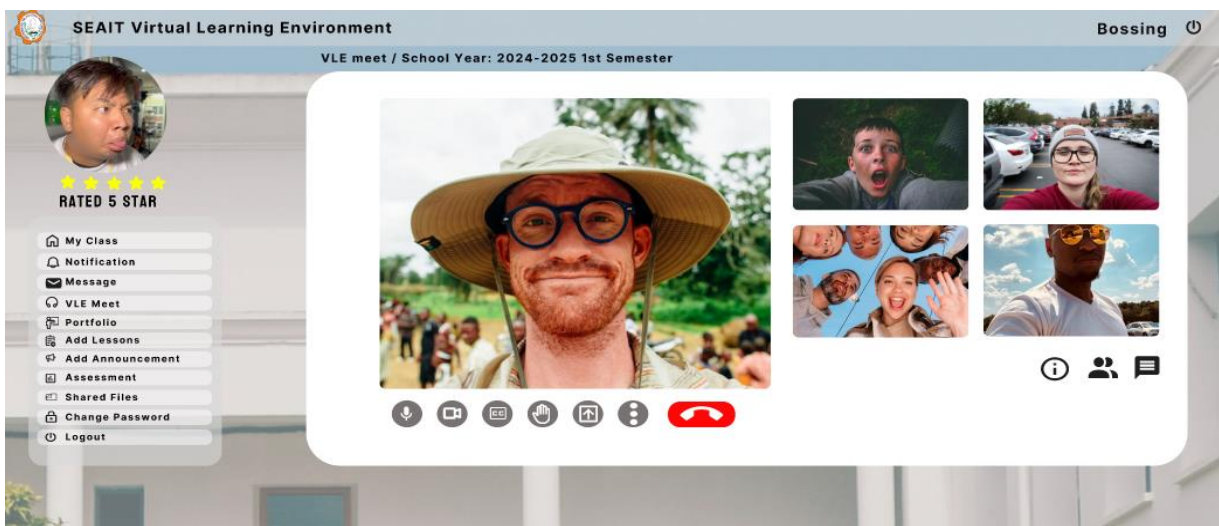 SEAIT Virtual Learning Environment
Bossing
VLE meet / School Year: 2024-2025 1st Semester
RATED 5 STAR
My Class
Notification
Message
VLE Meet
Portfolio
Add Lessons
Add Announcement
Assessment
Shared Files
Change Password
Logout
CC